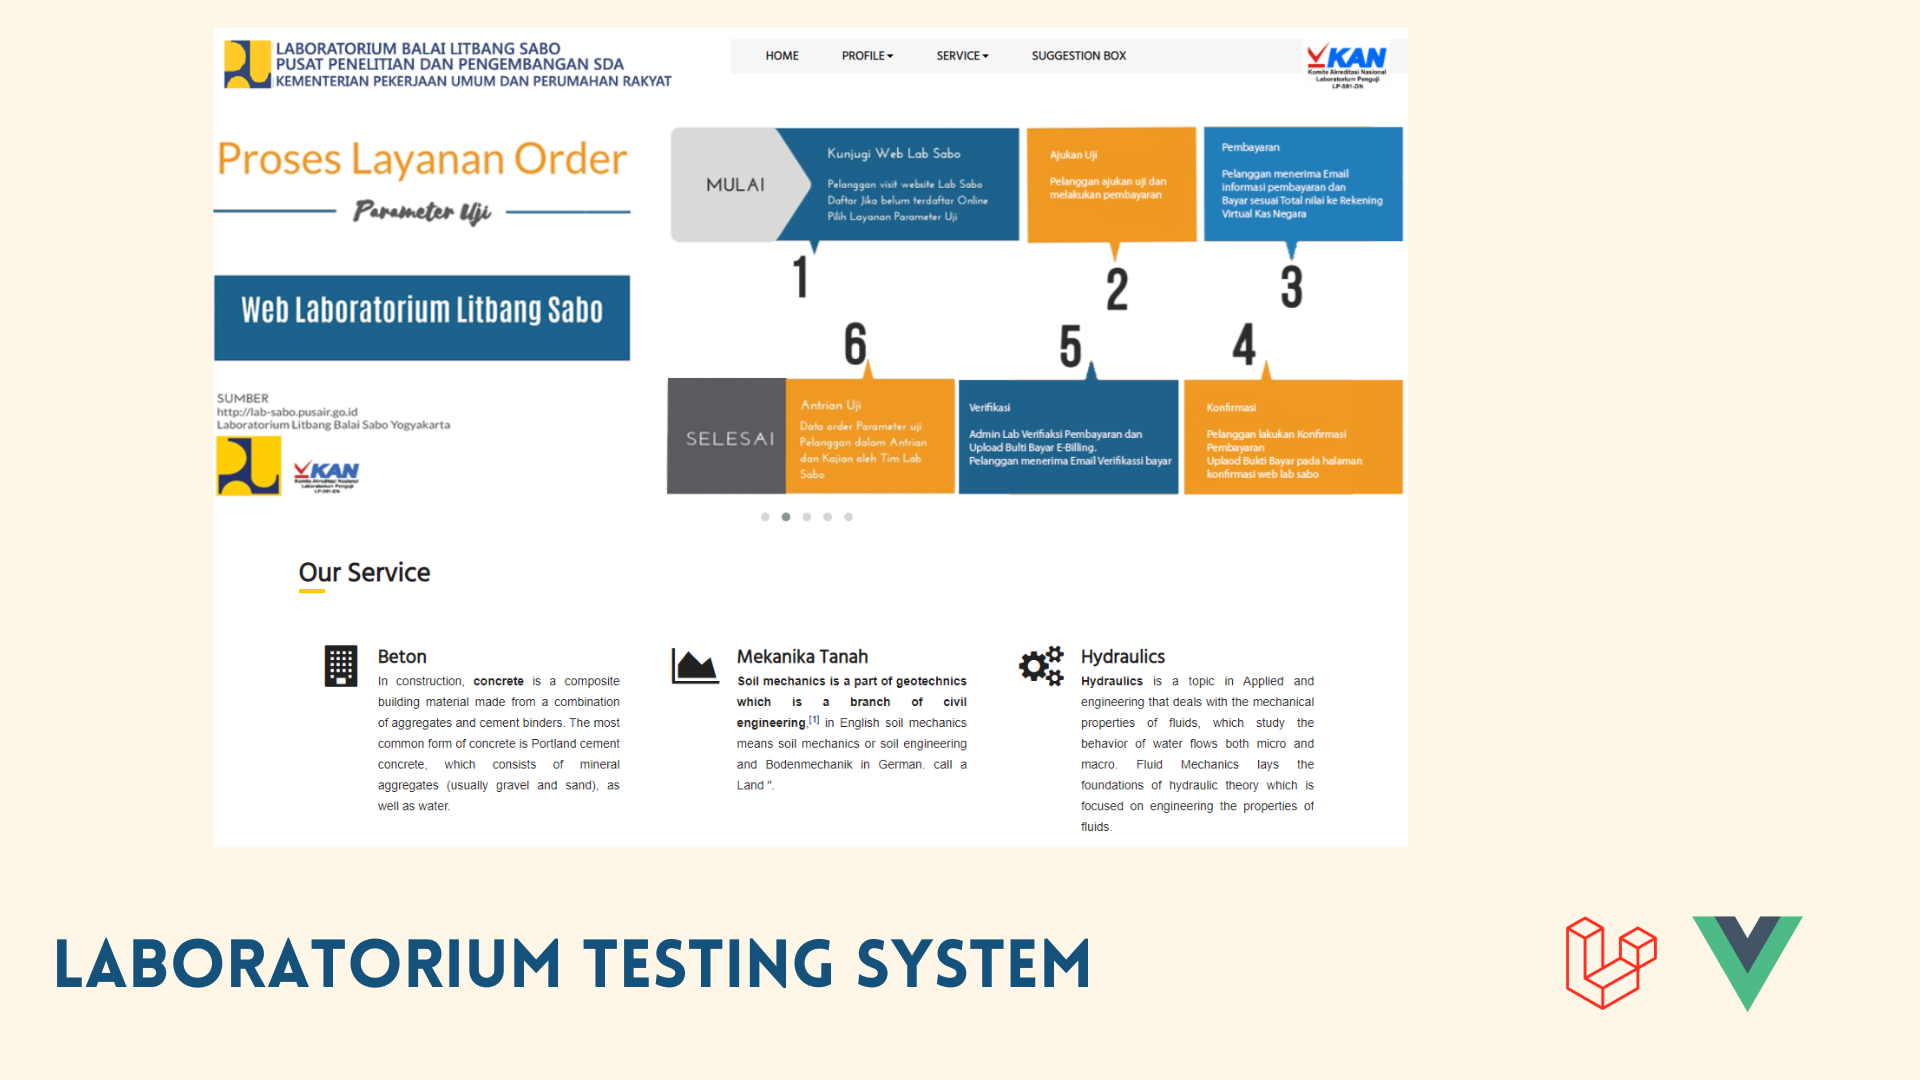 LABORATORIUM BALAI LITBANG SABO
PUSAT PENELITIAN DAN PENGEMBANGAN SDA
KEMENTERIAN PEKERJAAN UMUM DAN PERUMAHAN RAKYAT
HOME PROFILE SERVICE SUGGESTION BOX
KAN
Komite Akreditasi Nasional
Laboratorium Penguji
LP-591-DN
Proses Layanan Order
Parameter Uji
Web Laboratorium Litbang Sabo
SUMBER
http://lab-sabo.pusair.go.id
Laboratorium Litbang Balai Sabo Yogyakarta
KAN
Komite Akreditasi Nasional
Laboratorium Penguji
LP-591-DN
MULAI
Kunjugi Web Lab Sabo
Pelanggan visit website Lab Sabo
Daftar Jika belum terdaftar Online
Pilih Layanan Parameter Uji
1
Ajukan Uji
Pelanggan ajukan uji dan
melakukan pembayaran
2
Pembayaran
Pelanggan menerima Email
informasi pembayaran dan
Bayar sesuai Total nilai ke Rekening
Virtual Kas Negara
3
4
Konfirmasi
Pelanggan lakukan Konfirmasi
Pembayaran
Uplaod Bukti Bayar pada halaman
konfirmasi web lab sabo
5
Verifikasi
Admin Lab Verifiaksi Pembayaran dan
Upload Bulti Bayar E-Billing.
Pelanggan menerima Email Verifikassi bayar
6
Antrian Uji
Data order Parameter uji
Pelanggan dalam Antrian
dan Kajian oleh Tim Lab
Sabo
SELESAI
Our Service
Beton
In construction, concrete is a composite
building material made from a combination
of aggregates and cement binders. The most
common form of concrete is Portland cement
concrete, which consists of mineral
aggregates (usually gravel and sand), as
well as water.
Mekanika Tanah
Soil mechanics is a part of geotechnics
which is a branch of civil
engineering,[1] in English soil mechanics
means soil mechanics or soil engineering
and Bodenmechanik in German. call a
Land ".
Hydraulics
Hydraulics is a topic in Applied and
engineering that deals with the mechanical
properties of fluids, which study the
behavior of water flows both micro and
macro. Fluid Mechanics lays the
foundations of hydraulic theory which is
focused on engineering the properties of
fluids.
LABORATORIUM TESTING SYSTEM